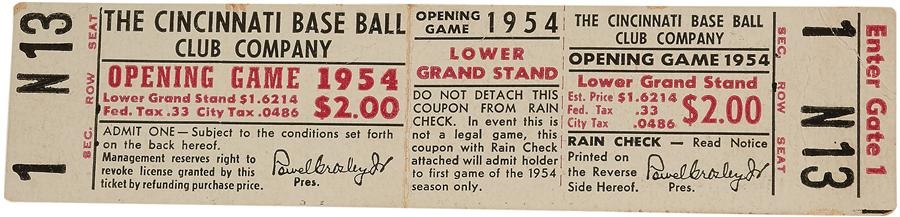 SEAT
N 13
ROW
1
SEC.
THE CINCINNATI BASE BALL
CLUB COMPANY
OPENING GAME 1954
Lower Grand Stand $1.6214
Fed. Tax .33 City Tax .0486
$2.00
ADMIT ONE — Subject to the conditions set forth
on the back hereof.
Management reserves right to
revoke license granted by this
ticket by refunding purchase price.
Powel Crosley Jr
Pres.
OPENING
GAME 1954
LOWER
GRAND STAND
DO NOT DETACH THIS
COUPON FROM RAIN
CHECK. In event this is
not a legal game, this
coupon with Rain Check
attached will admit holder
to first game of the 1954
season only.
THE CINCINNATI BASE BALL
CLUB COMPANY
OPENING GAME 1954
Lower Grand Stand
Est. Price $1.6214
Fed. Tax .33
City Tax .0486
$2.00
RAIN CHECK — Read Notice
Printed on
the Reverse
Side Hereof.
Powel Crosley Jr
Pres.
SEC.
1
ROW
N 13
SEAT
Enter Gate 1